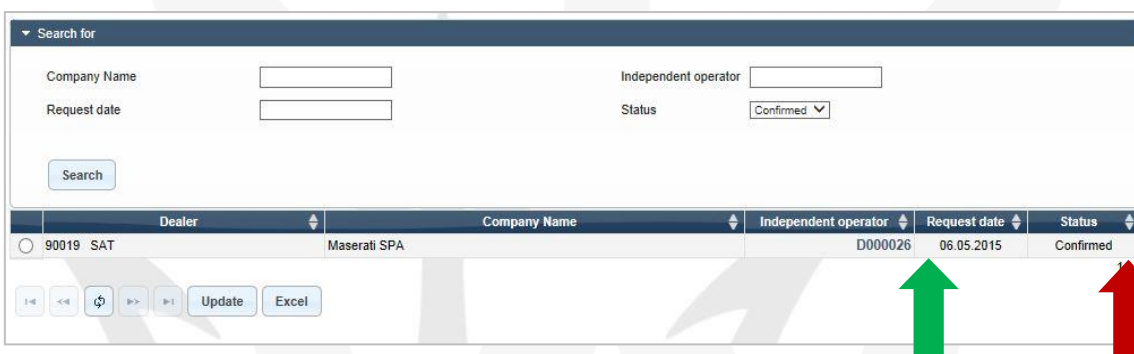 Search for
Company Name Independent operator
Request date Status Confirmed
Search
Dealer Company Name Independent operator Request date Status
90019 SAT Maserati SPA D000026 06.05.2015 Confirmed
Update Excel